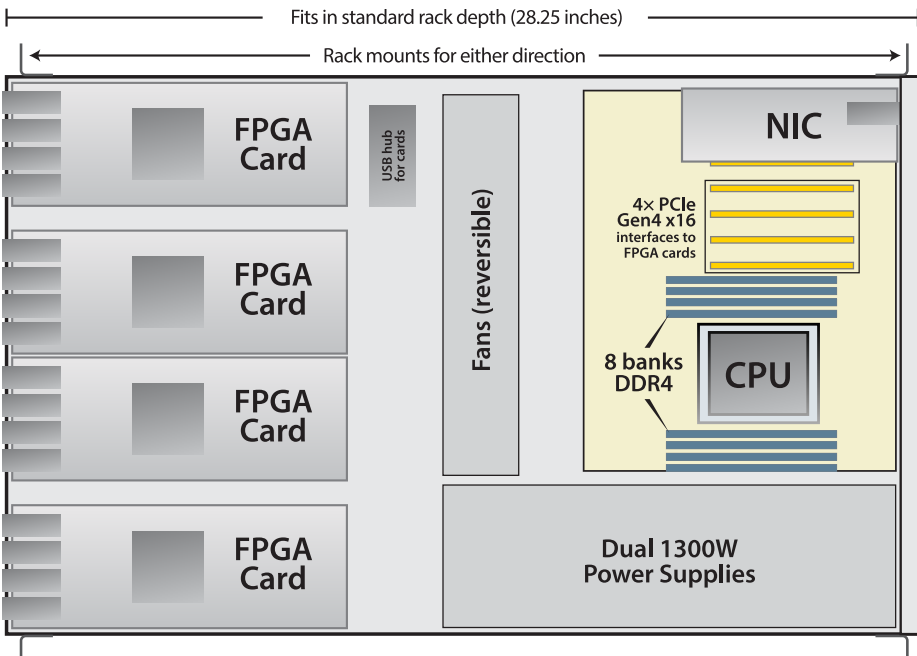 Fits in standard rack depth (28.25 inches)
Rack mounts for either direction
FPGA
Card
USB hub
for cards
Fans (reversible)
NIC
4× PCIe
Gen4 x16
interfaces to
FPGA cards
FPGA
Card
8 banks
DDR4
CPU
FPGA
Card
FPGA
Card
Dual 1300W
Power Supplies